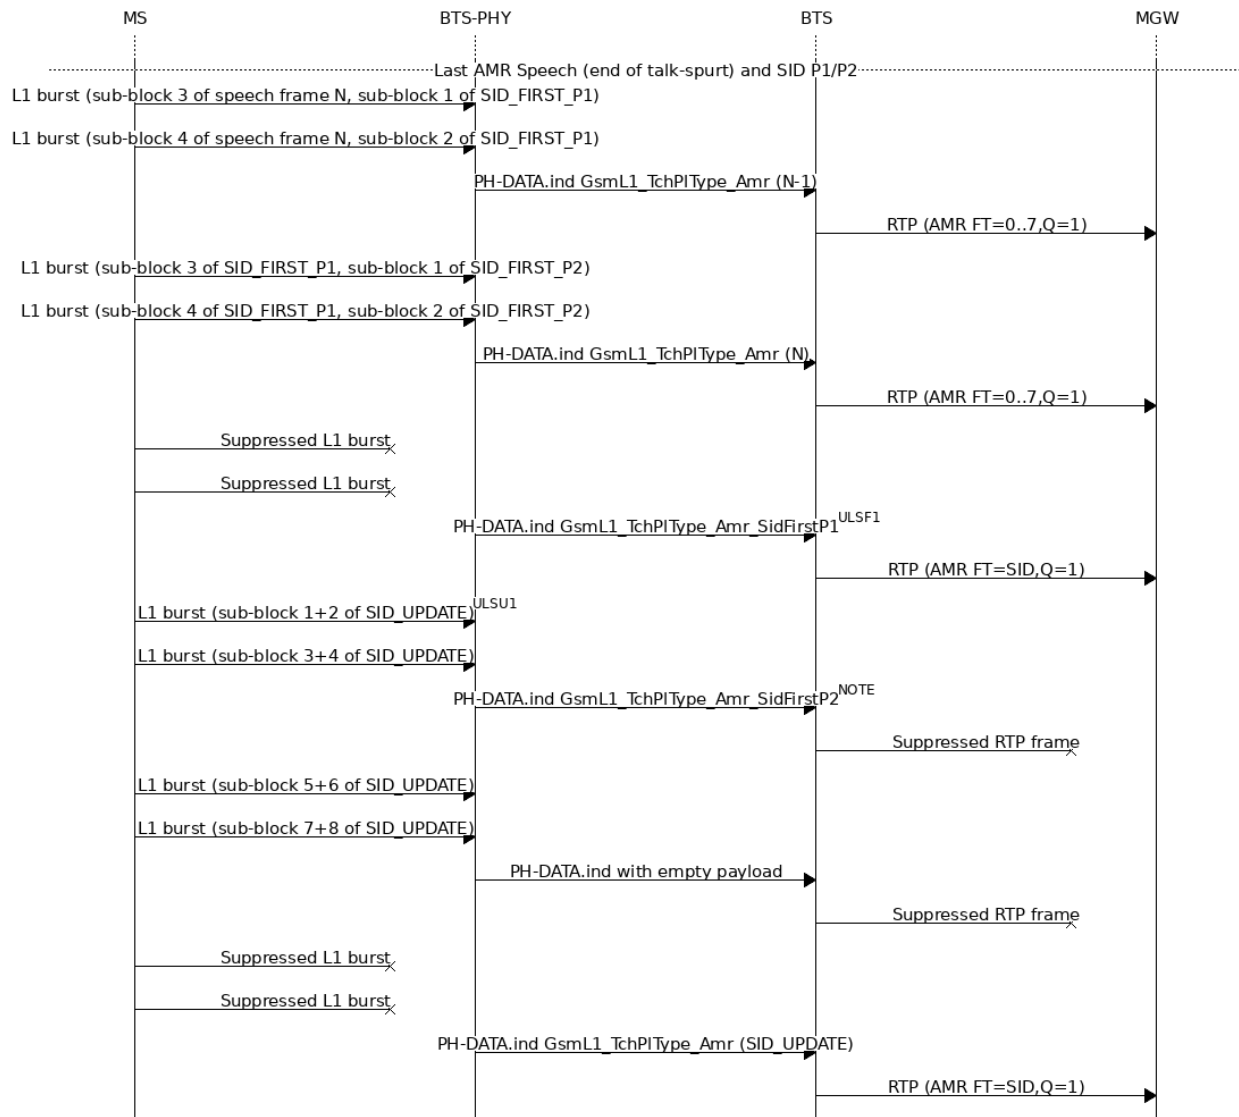 MS BTS-PHY BTS MGW
Last AMR Speech (end of talk-spurt) and SID P1/P2
L1 burst (sub-block 3 of speech frame N, sub-block 1 of SID_FIRST_P1)
L1 burst (sub-block 4 of speech frame N, sub-block 2 of SID_FIRST_P1)
PH-DATA.ind GsmL1_TchPlType_Amr (N-1)
RTP (AMR FT=0..7,Q=1)
L1 burst (sub-block 3 of SID_FIRST_P1, sub-block 1 of SID_FIRST_P2)
L1 burst (sub-block 4 of SID_FIRST_P1, sub-block 2 of SID_FIRST_P2)
PH-DATA.ind GsmL1_TchPlType_Amr (N)
RTP (AMR FT=0..7,Q=1)
Suppressed L1 burst
Suppressed L1 burst
PH-DATA.ind GsmL1_TchPlType_Amr_SidFirstP1 ULSF1
RTP (AMR FT=SID,Q=1)
L1 burst (sub-block 1+2 of SID_UPDATE) ULSU1
L1 burst (sub-block 3+4 of SID_UPDATE)
PH-DATA.ind GsmL1_TchPlType_Amr_SidFirstP2 NOTE
Suppressed RTP frame
L1 burst (sub-block 5+6 of SID_UPDATE)
L1 burst (sub-block 7+8 of SID_UPDATE)
PH-DATA.ind with empty payload
Suppressed RTP frame
Suppressed L1 burst
Suppressed L1 burst
PH-DATA.ind GsmL1_TchPlType_Amr (SID_UPDATE)
RTP (AMR FT=SID,Q=1)